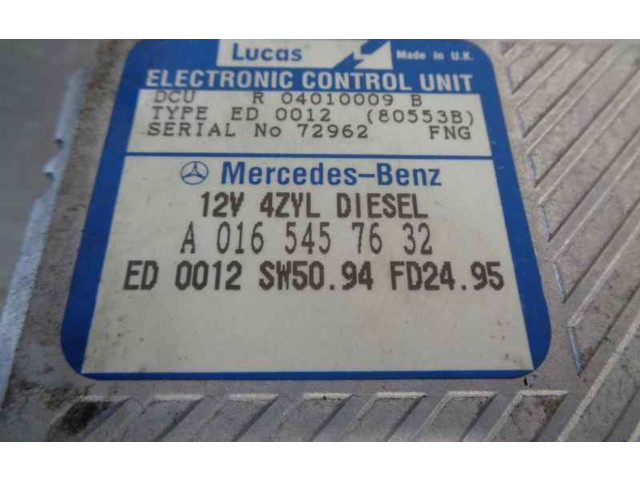 Lucas Made in U.K.
ELECTRONIC CONTROL UNIT
DCU R 04010009 B
TYPE ED 0012 (80553B)
SERIAL No 72962 FNG
Mercedes-Benz
12V 4ZYL DIESEL
A 016 545 76 32
ED 0012 SW50.94 FD24.95